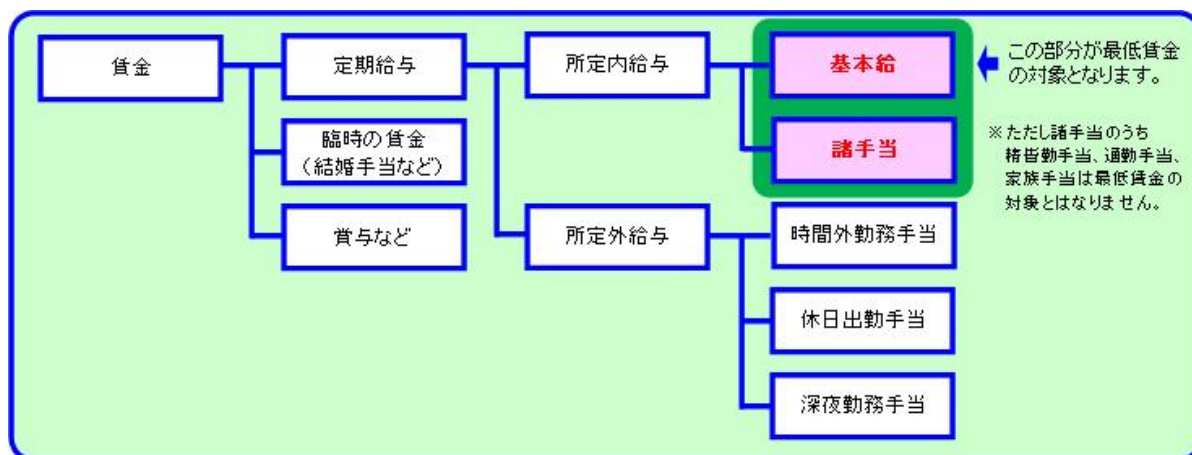 賃金
定期給与
所定内給与
基本給
この部分が最低賃金
の対象となります。
臨時の賃金
(結婚手当など)
諸手当
※ただし諸手当のうち
精皆勤手当、通勤手当、
家族手当は最低賃金の
対象とはなりません。
賞与など
所定外給与
時間外勤務手当
休日出勤手当
深夜勤務手当